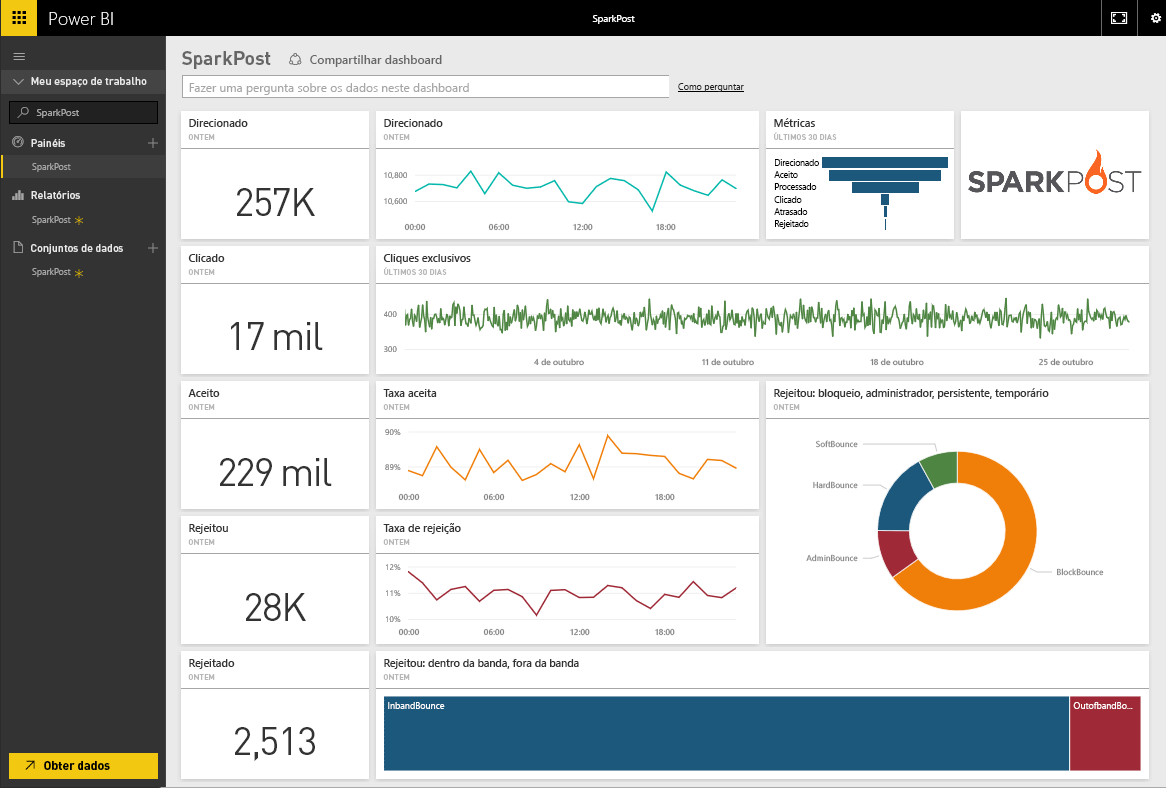 Power BI
SparkPost
Meu espaço de trabalho
SparkPost
Painéis
SparkPost
Relatórios
SparkPost
Conjuntos de dados
SparkPost
Obter dados
SparkPost
Compartilhar dashboard
Fazer uma pergunta sobre os dados neste dashboard
Como perguntar
Direcionado
ONTEM
257K
Direcionado
ONTEM
10,800
10,600
00:00
06:00
12:00
18:00
Métricas
ÚLTIMOS 30 DIAS
Direcionado
Aceito
Processado
Clicado
Atrasado
Rejeitado
SPARKPOST
Clicado
ONTEM
17 mil
Cliques exclusivos
ÚLTIMOS 30 DIAS
400
300
4 de outubro
11 de outubro
18 de outubro
25 de outubro
Aceito
ONTEM
229 mil
Taxa aceita
ONTEM
90%
89%
00:00
06:00
12:00
18:00
Rejeitou: bloqueio, administrador, persistente, temporário
ONTEM
SoftBounce
HardBounce
AdminBounce
BlockBounce
Rejeitou
ONTEM
28K
Taxa de rejeição
ONTEM
12%
11%
10%
00:00
06:00
12:00
18:00
Rejeitado
ONTEM
2,513
Rejeitou: dentro da banda, fora da banda
ONTEM
InbandBounce
OutofbandBo...